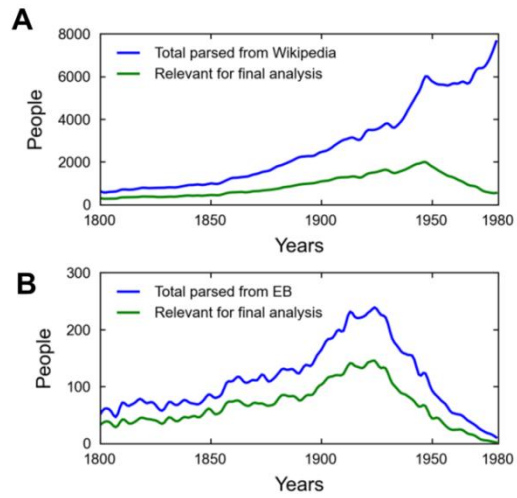 A
8000
Total parsed from Wikipedia
6000
Relevant for final analysis
People
4000
2000
0
1800 1850 1900 1950 1980
Years
B
300
Total parsed from EB
Relevant for final analysis
200
People
100
0
1800 1850 1900 1950 1980
Years